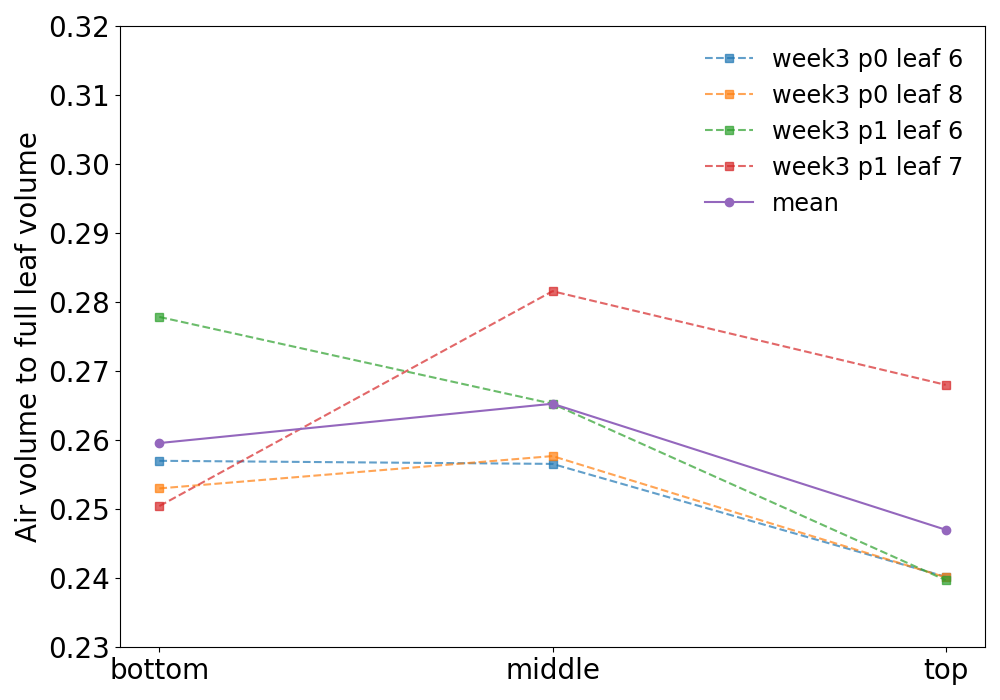 0.32
0.31
0.30
0.29
0.28
0.27
0.26
0.25
0.24
0.23
Air volume to full leaf volume
week3 p0 leaf 6
week3 p0 leaf 8
week3 p1 leaf 6
week3 p1 leaf 7
mean
bottom middle top